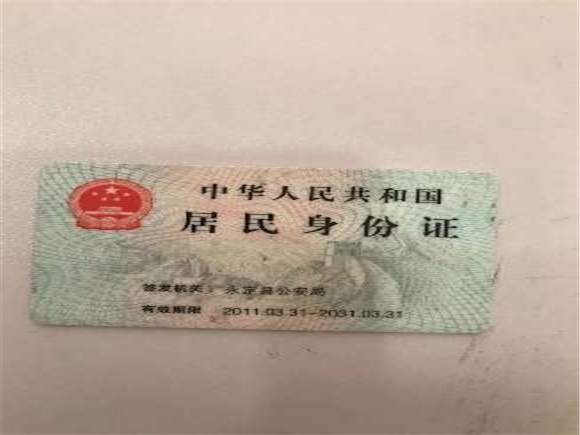 中华人民共和国
居民身份证
签发机关: 永定县公安局
有效期限 2011.03.31-2031.03.31